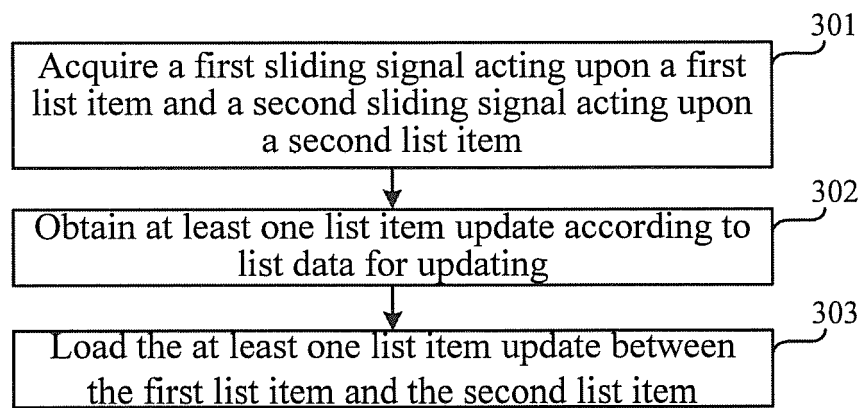 301
Acquire a first sliding signal acting upon a first
list item and a second sliding signal acting upon
a second list item
302
Obtain at least one list item update according to
list data for updating
303
Load the at least one list item update between
the first list item and the second list item